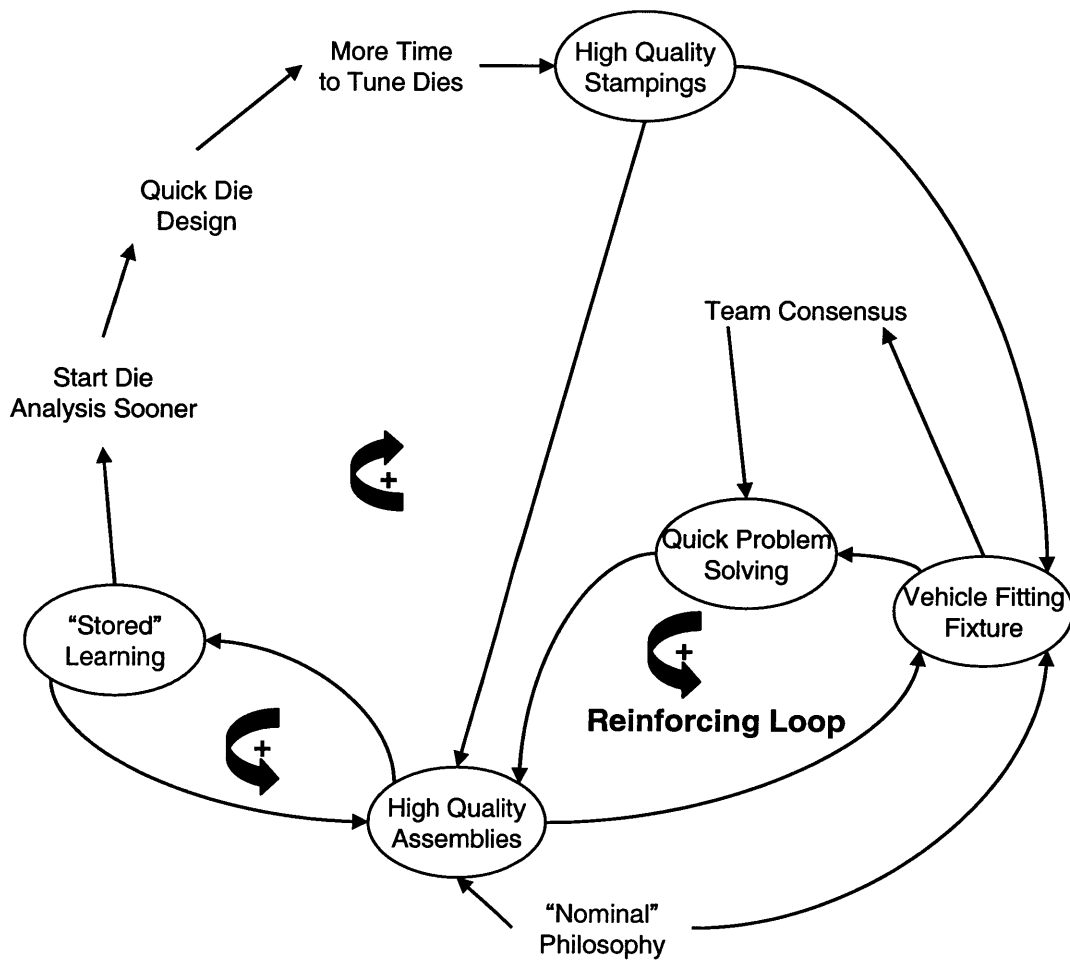 More Time
to Tune Dies
High Quality
Stampings
Quick Die
Design
Team Consensus
Start Die
Analysis Sooner
+
Quick Problem
Solving
Vehicle Fitting
Fixture
“Stored”
Learning
+
Reinforcing Loop
+
High Quality
Assemblies
“Nominal”
Philosophy